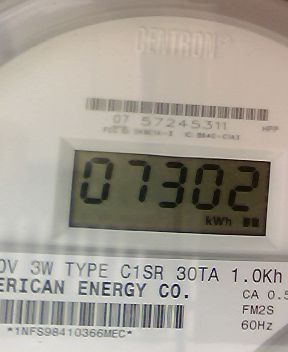 CENTRON
07 57245311
07302
kWh
0V 3W TYPE C1SR 30TA 1.0Kh
ERICAN ENERGY CO.
CA 0.5
FM2S
60Hz
*1NFS98410366MEC*